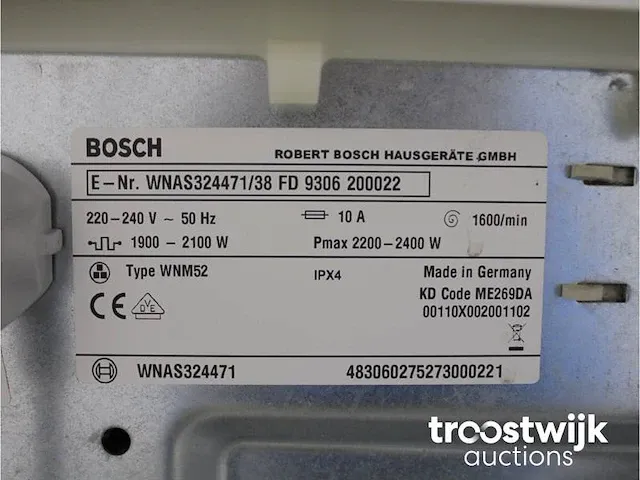 BOSCH
ROBERT BOSCH HAUSGERÄTE GMBH
E-Nr. WNAS324471/38 FD 9306 200022
220-240 V ~ 50 Hz 10 A 1600/min
1900 - 2100 W Pmax 2200-2400 W
Type WNM52 IPX4 Made in Germany
KD Code ME269DA
CE VDE 00110X002001102
WNAS324471 483060275273000221
troostwijk
auctions